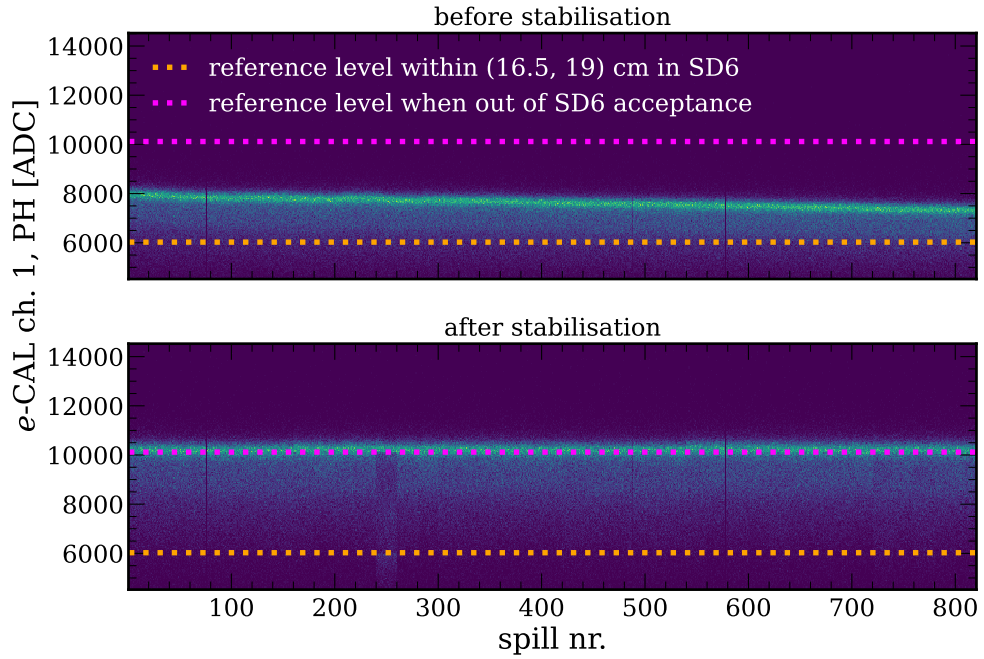 before stabilisation
14000
12000
10000
8000
6000
reference level within (16.5, 19) cm in SD6
reference level when out of SD6 acceptance
e-CAL ch. 1, PH [ADC]
after stabilisation
14000
12000
10000
8000
6000
100 200 300 400 500 600 700 800
spill nr.